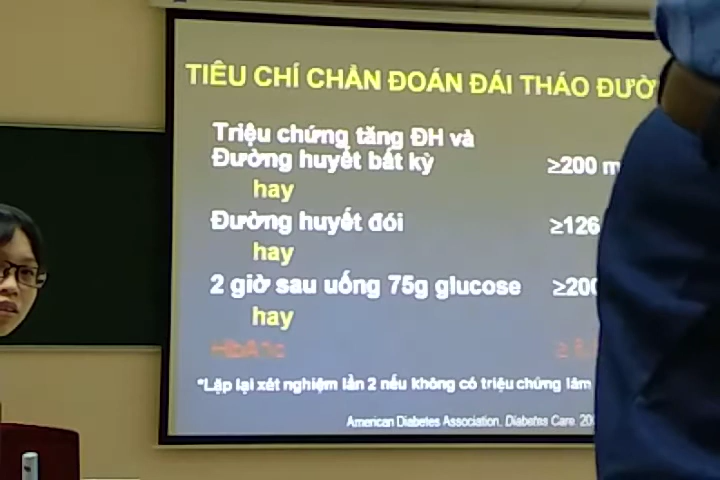 TIÊU CHÍ CHẨN ĐOÁN ĐÁI THÁO ĐƯỜ
Triệu chứng tăng ĐH và
Đường huyết bất kỳ ≥200 m
hay
Đường huyết đói ≥126
hay
2 giờ sau uống 75g glucose ≥200
hay
HbA1c
*Lặp lại xét nghiệm lần 2 nếu không có triệu chứng lâm
American Diabetes Association. Diabetes Care. 20